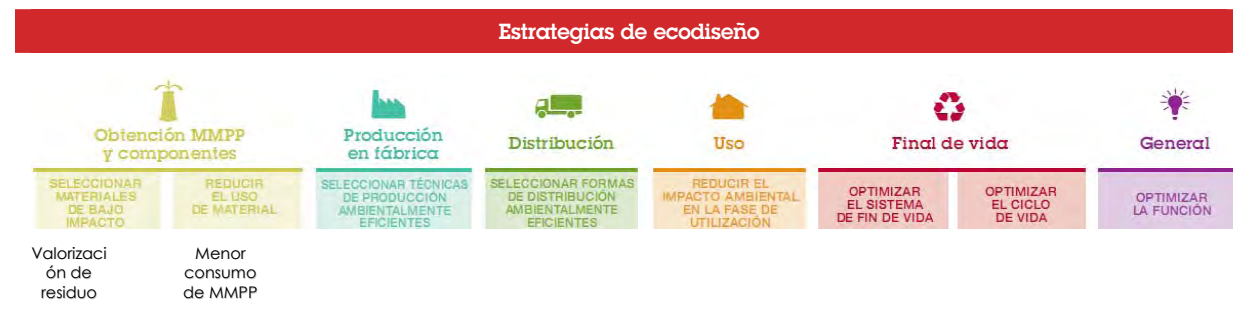 Estrategias de ecodiseño
Obtención MMPP
y componentes
Producción
en fábrica
Distribución
Uso
Final de vida
General
SELECCIONAR
MATERIALES
DE BAJO
IMPACTO
REDUCIR
EL USO
DE MATERIAL
SELECCIONAR TÉCNICAS
DE PRODUCCIÓN
AMBIENTALMENTE
EFICIENTES
SELECCIONAR FORMAS
DE DISTRIBUCIÓN
AMBIENTALMENTE
EFICIENTES
REDUCIR EL
IMPACTO AMBIENTAL
EN LA FASE DE
UTILIZACIÓN
OPTIMIZAR
EL SISTEMA
DE FIN DE VIDA
OPTIMIZAR
EL CICLO
DE VIDA
OPTIMIZAR
LA FUNCIÓN
Valorizaci
ón de
residuo
Menor
consumo
de MMPP